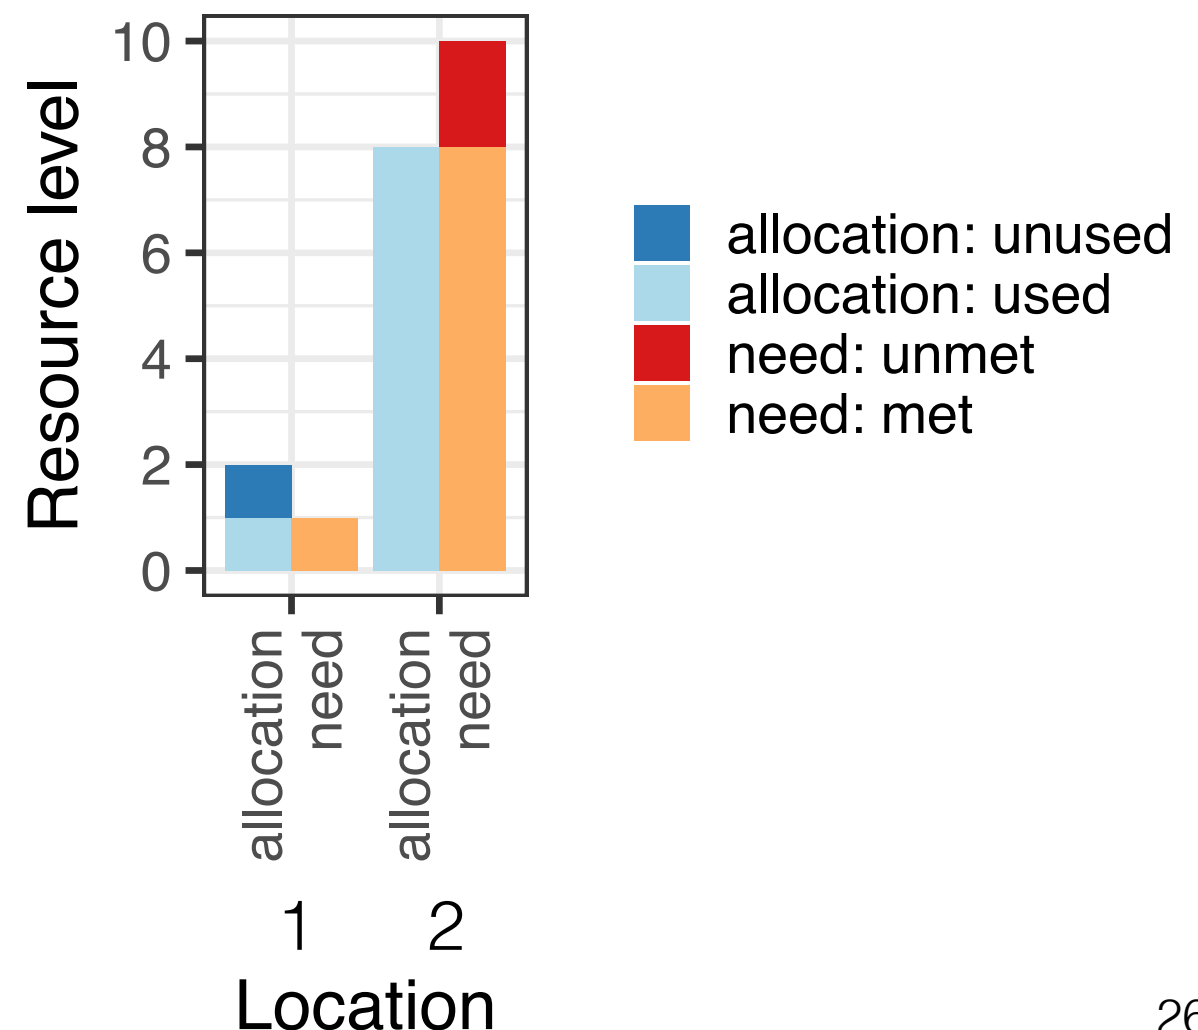 Resource level
10
8
6
4
2
0
allocation
need
allocation
need
1 2
Location
allocation: unused
allocation: used
need: unmet
need: met
26